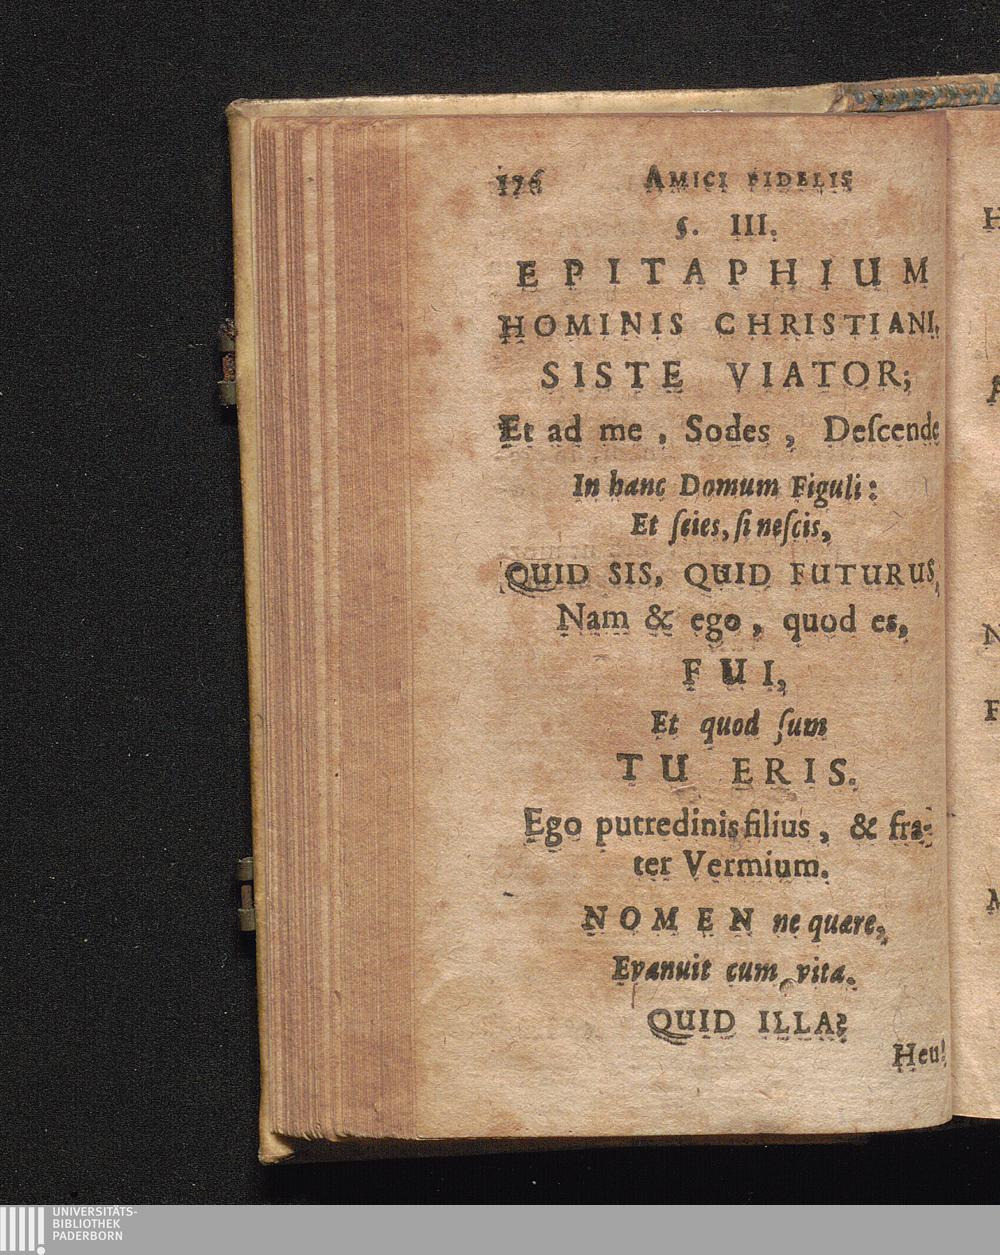 176 AMICI FIDELIS
§. III.
EPITAPHIUM
HOMINIS CHRISTIANI,
SISTE VIATOR;
Et ad me, Sodes, Deſcende
In hanc Domum Figuli:
Et ſcies, ſi neſcis,
QUID SIS, QUID FUTURUS,
Nam & ego, quod es,
FUI,
Et quod ſum
TU ERIS.
Ego putredinis filius, & fra-
ter Vermium.
NOMEN ne quære,
Evanuit cum vita.
QUID ILLA?
Heu!
UNIVERSITÄTS-
BIBLIOTHEK
PADERBORN